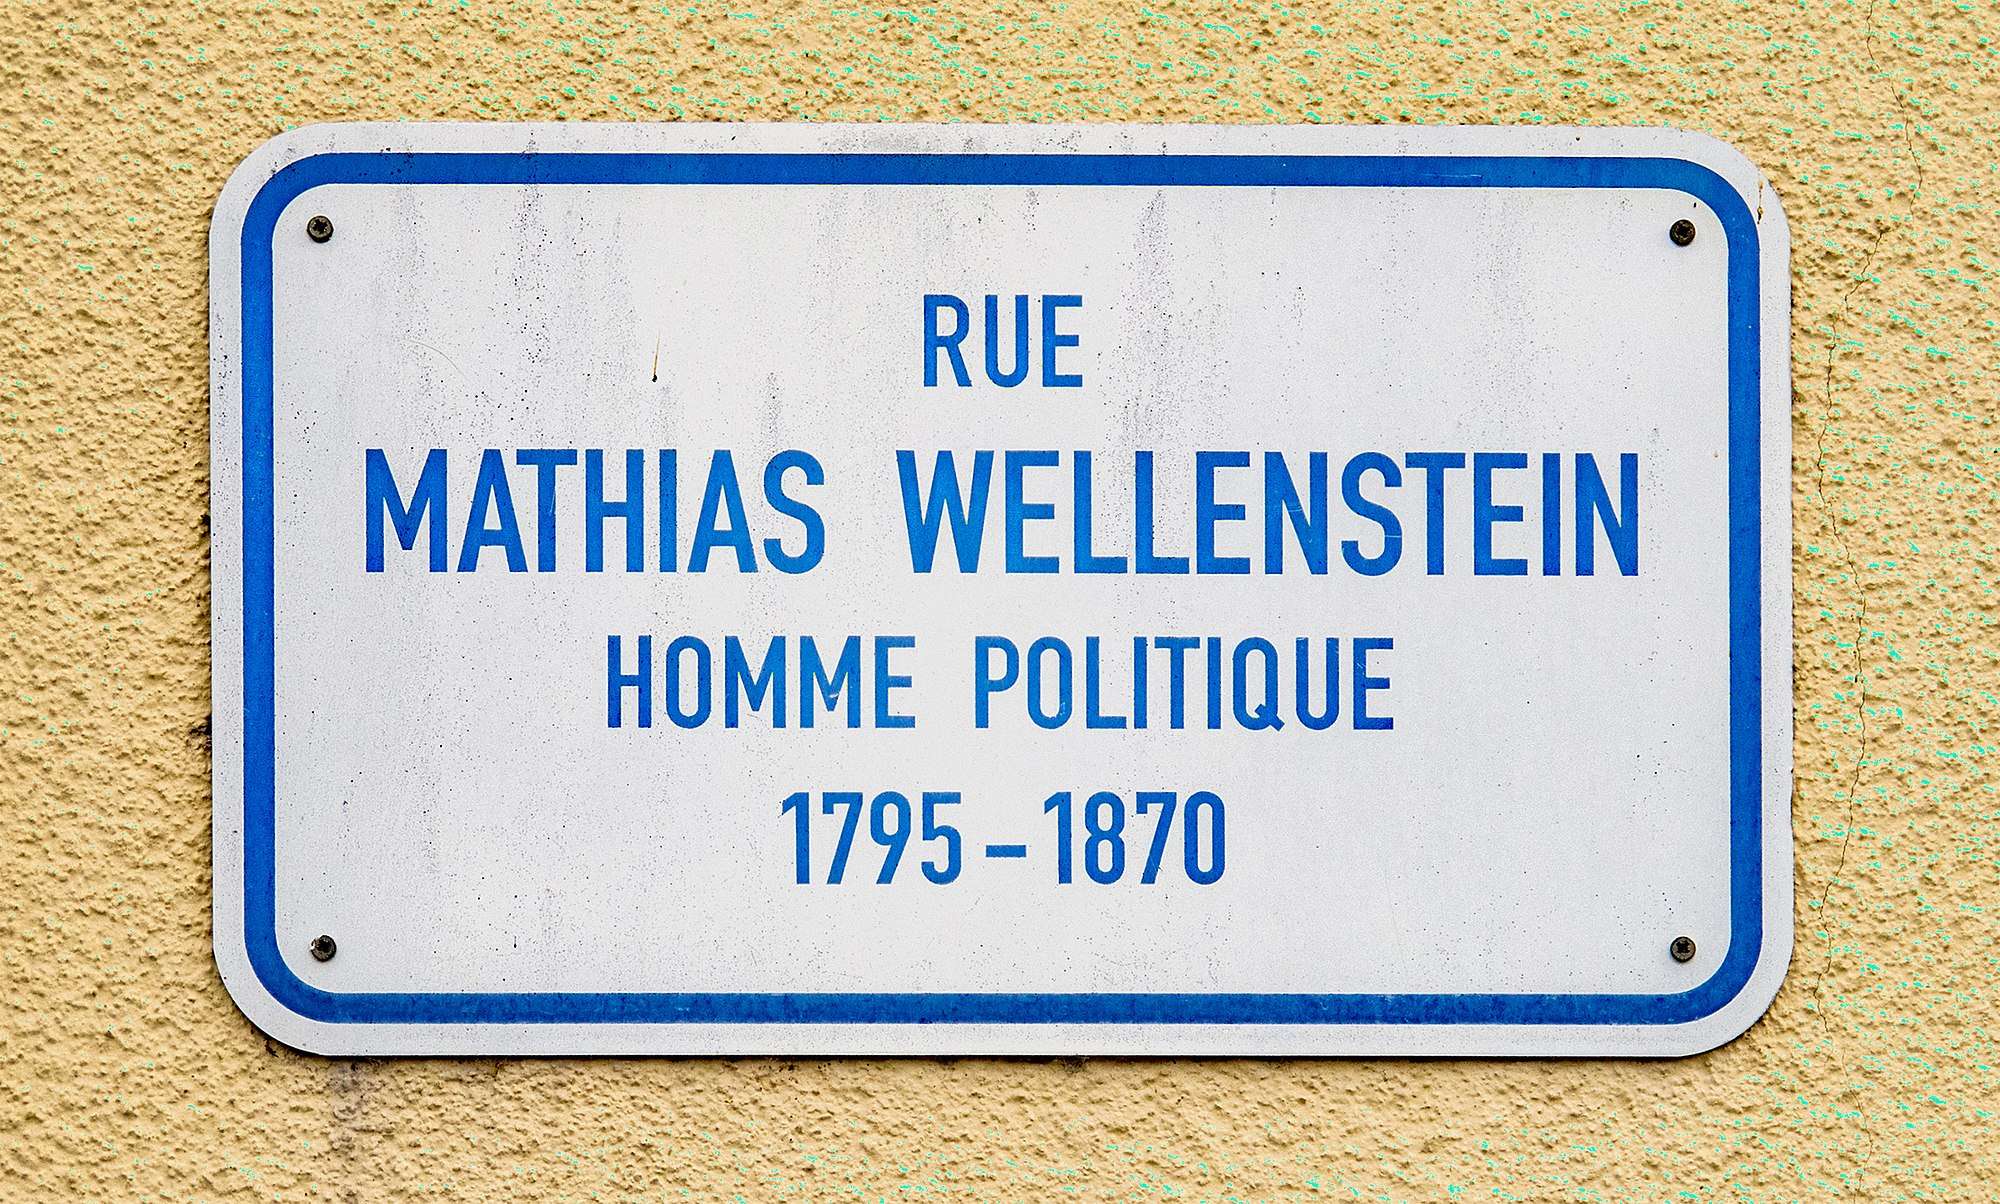 RUE
MATHIAS WELLENSTEIN
HOMME POLITIQUE
1795-1870